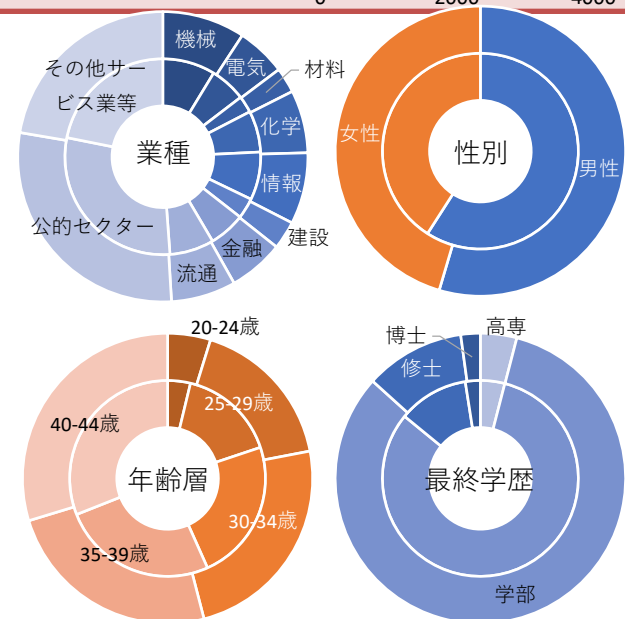 0 2000 4000
機械
電気
材料
化学
情報
建設
金融
流通
公的セクター
その他サー
ビス業等
業種
女性
性別
男性
20-24歳
25-29歳
30-34歳
35-39歳
40-44歳
年齢層
高専
博士
修士
最終学歴
学部